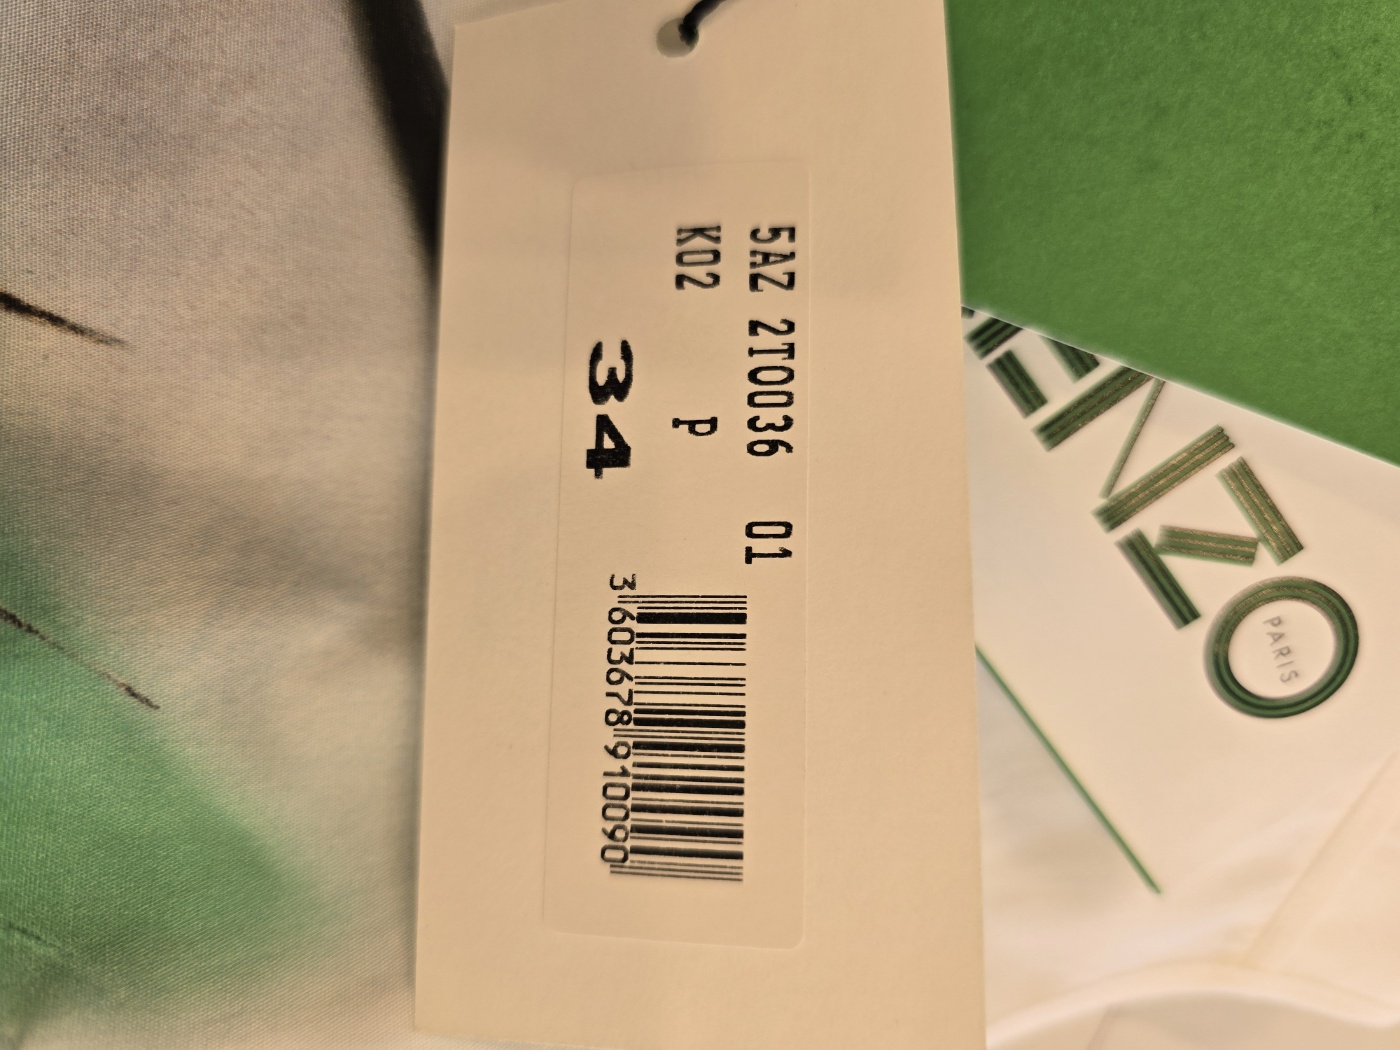 5AZ 2T0036 01
K02 P
34
3 603678 910090
KENZO
PARIS